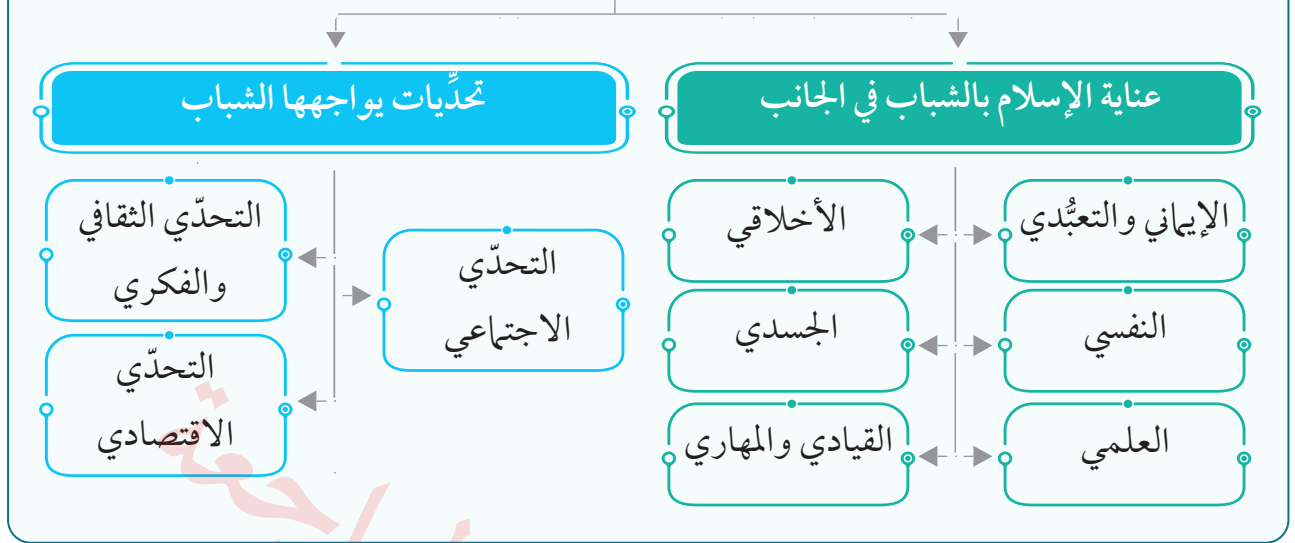 عناية الإسلام بالشباب في الجانب
الإيماني والتعبُّدي
الأخلاقي
النفسي
الجسدي
العلمي
القيادي والمهاري
تحدِّيات يواجهها الشباب
التحدّي
الاجتماعي
التحدّي الثقافي
والفكري
التحدّي
الاقتصادي